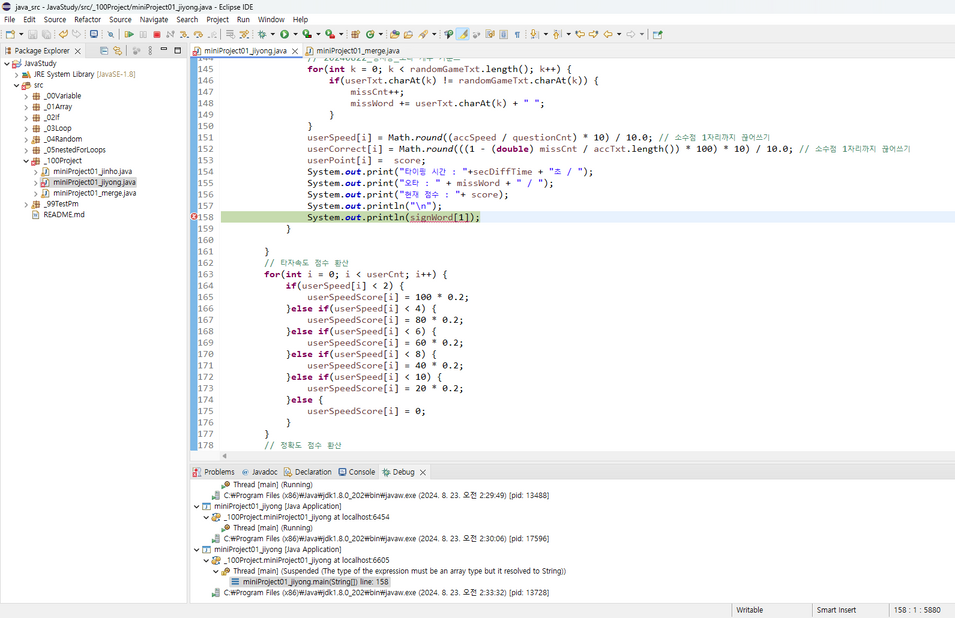 java_src - JavaStudy/src/_100Project/miniProject01_jiyong.java - Eclipse IDE
File Edit Source Refactor Source Navigate Search Project Run Window Help
Package Explorer
JavaStudy
JRE System Library [JavaSE-1.8]
src
_00Variable
_01Array
_02If
_03Loop
_04Random
_05nestedForLoops
_100Project
miniProject01_jinho.java
miniProject01_jiyong.java
miniProject01_merge.java
_99TestPm
README.md
miniProject01_jiyong.java miniProject01_merge.java
145 for(int k = 0; k < randomGameTxt.length(); k++) {
146 if(userTxt.charAt(k) != randomGameTxt.charAt(k)) {
147 missCnt++;
148 missWord += userTxt.charAt(k) + " ";
149 }
150 }
151 userSpeed[i] = Math.round((accSpeed / questionCnt) * 10) / 10.0; // 소수점 1자리까지 끊어쓰기
152 userCorrect[i] = Math.round(((1 - (double) missCnt / accTxt.length()) * 100) * 10) / 10.0; // 소수점 1자리까지 끊어쓰기
153 userPoint[i] = score;
154 System.out.print("타이핑 시간 : "+secDiffTime + "초 / ");
155 System.out.print("오타 : " + missWord + " / ");
156 System.out.print("현재 점수 : "+ score);
157 System.out.println("\n");
158 System.out.println(signWord[1]);
159 }
160
161 }
162 // 타자속도 점수 환산
163 for(int i = 0; i < userCnt; i++) {
164 if(userSpeed[i] < 2) {
165 userSpeedScore[i] = 100 * 0.2;
166 }else if(userSpeed[i] < 4) {
167 userSpeedScore[i] = 80 * 0.2;
168 }else if(userSpeed[i] < 6) {
169 userSpeedScore[i] = 60 * 0.2;
170 }else if(userSpeed[i] < 8) {
171 userSpeedScore[i] = 40 * 0.2;
172 }else if(userSpeed[i] < 10) {
173 userSpeedScore[i] = 20 * 0.2;
174 }else {
175 userSpeedScore[i] = 0;
176 }
177 }
178 // 정확도 점수 환산
Problems Javadoc Declaration Console Debug
Thread [main] (Running)
C:₩Program Files (x86)₩Java₩jdk1.8.0_202₩bin₩javaw.exe (2024. 8. 23. 오전 2:29:49) [pid: 13488]
miniProject01_jiyong [Java Application]
_100Project.miniProject01_jiyong at localhost:6454
Thread [main] (Running)
C:₩Program Files (x86)₩Java₩jdk1.8.0_202₩bin₩javaw.exe (2024. 8. 23. 오전 2:30:06) [pid: 17596]
miniProject01_jiyong [Java Application]
_100Project.miniProject01_jiyong at localhost:6605
Thread [main] (Suspended (The type of the expression must be an array type but it resolved to String))
miniProject01_jiyong.main(String[]) line: 158
C:₩Program Files (x86)₩Java₩jdk1.8.0_202₩bin₩javaw.exe (2024. 8. 23. 오전 2:33:32) [pid: 13728]
Writable Smart Insert 158 : 1 : 5880